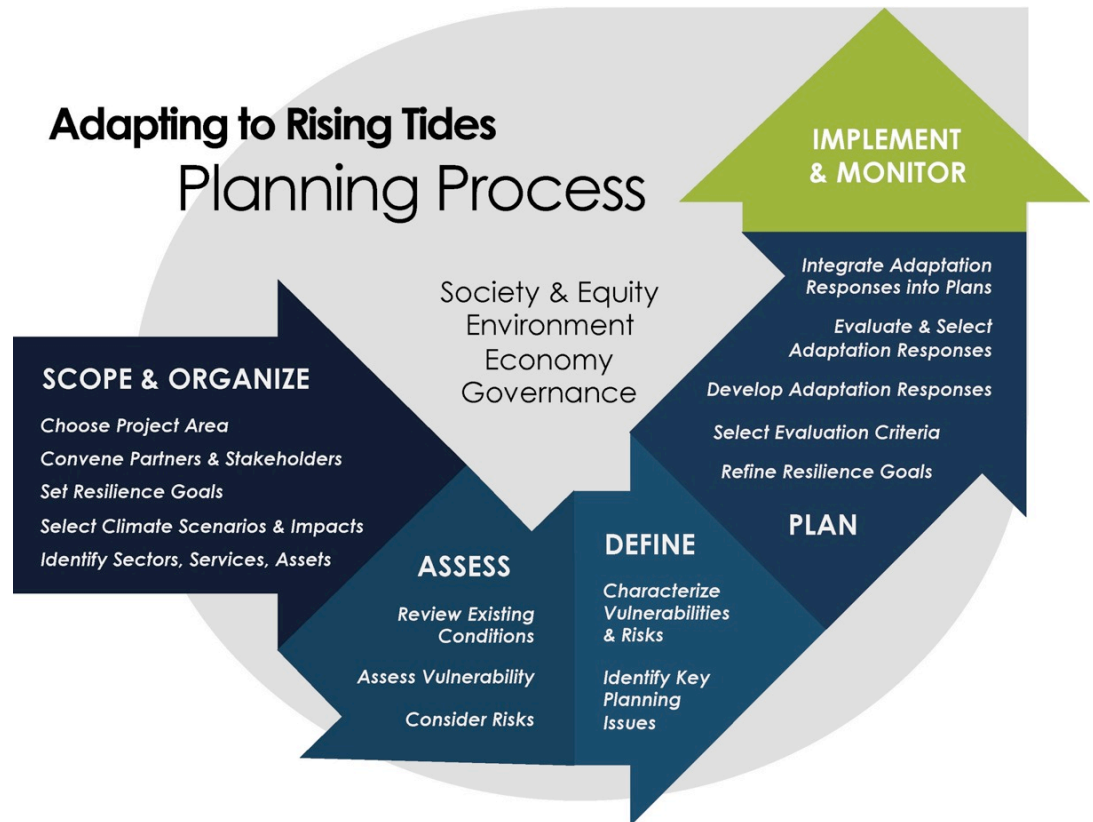 Adapting to Rising Tides
Planning Process
Society & Equity
Environment
Economy
Governance
SCOPE & ORGANIZE
Choose Project Area
Convene Partners & Stakeholders
Set Resilience Goals
Select Climate Scenarios & Impacts
Identify Sectors, Services, Assets
ASSESS
Review Existing
Conditions
Assess Vulnerability
Consider Risks
DEFINE
Characterize
Vulnerabilities
& Risks
Identify Key
Planning
Issues
IMPLEMENT
& MONITOR
Integrate Adaptation
Responses into Plans
Evaluate & Select
Adaptation Responses
Develop Adaptation Responses
Select Evaluation Criteria
Refine Resilience Goals
PLAN